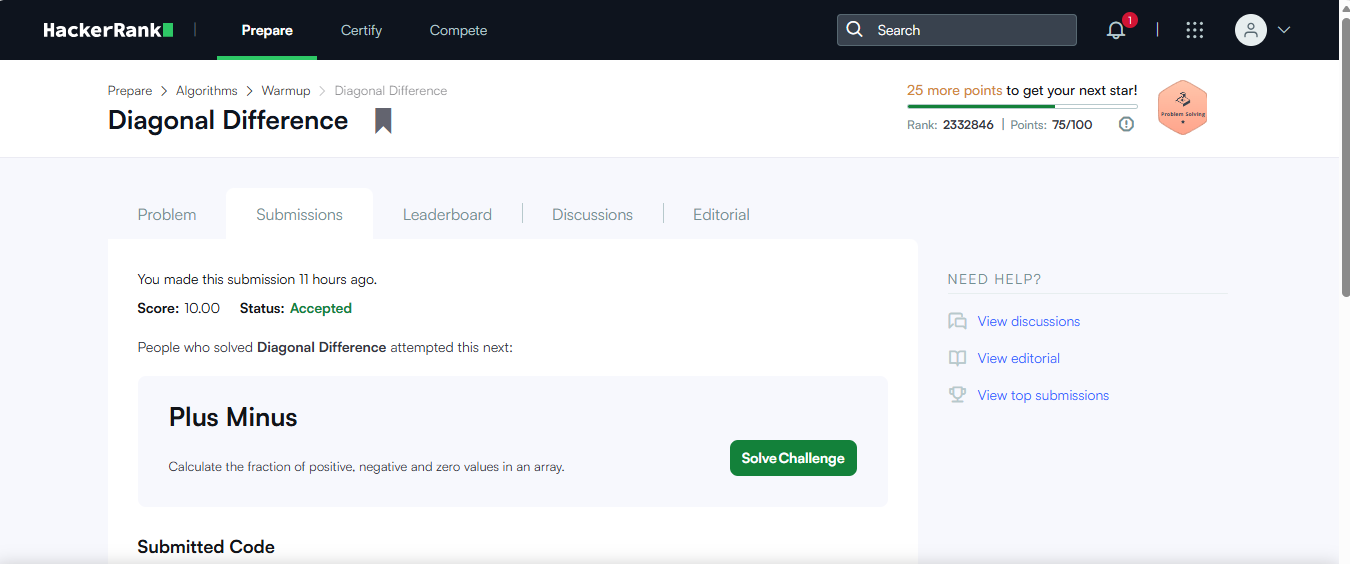 HackerRank
Prepare
Certify
Compete
Search
1
Prepare > Algorithms > Warmup > Diagonal Difference
Diagonal Difference
25 more points to get your next star!
Rank: 2332846 | Points: 75/100
Problem Solving
Problem
Submissions
Leaderboard
Discussions
Editorial
You made this submission 11 hours ago.
Score: 10.00 Status: Accepted
People who solved Diagonal Difference attempted this next:
Plus Minus
Calculate the fraction of positive, negative and zero values in an array.
Solve Challenge
Submitted Code
NEED HELP?
View discussions
View editorial
View top submissions